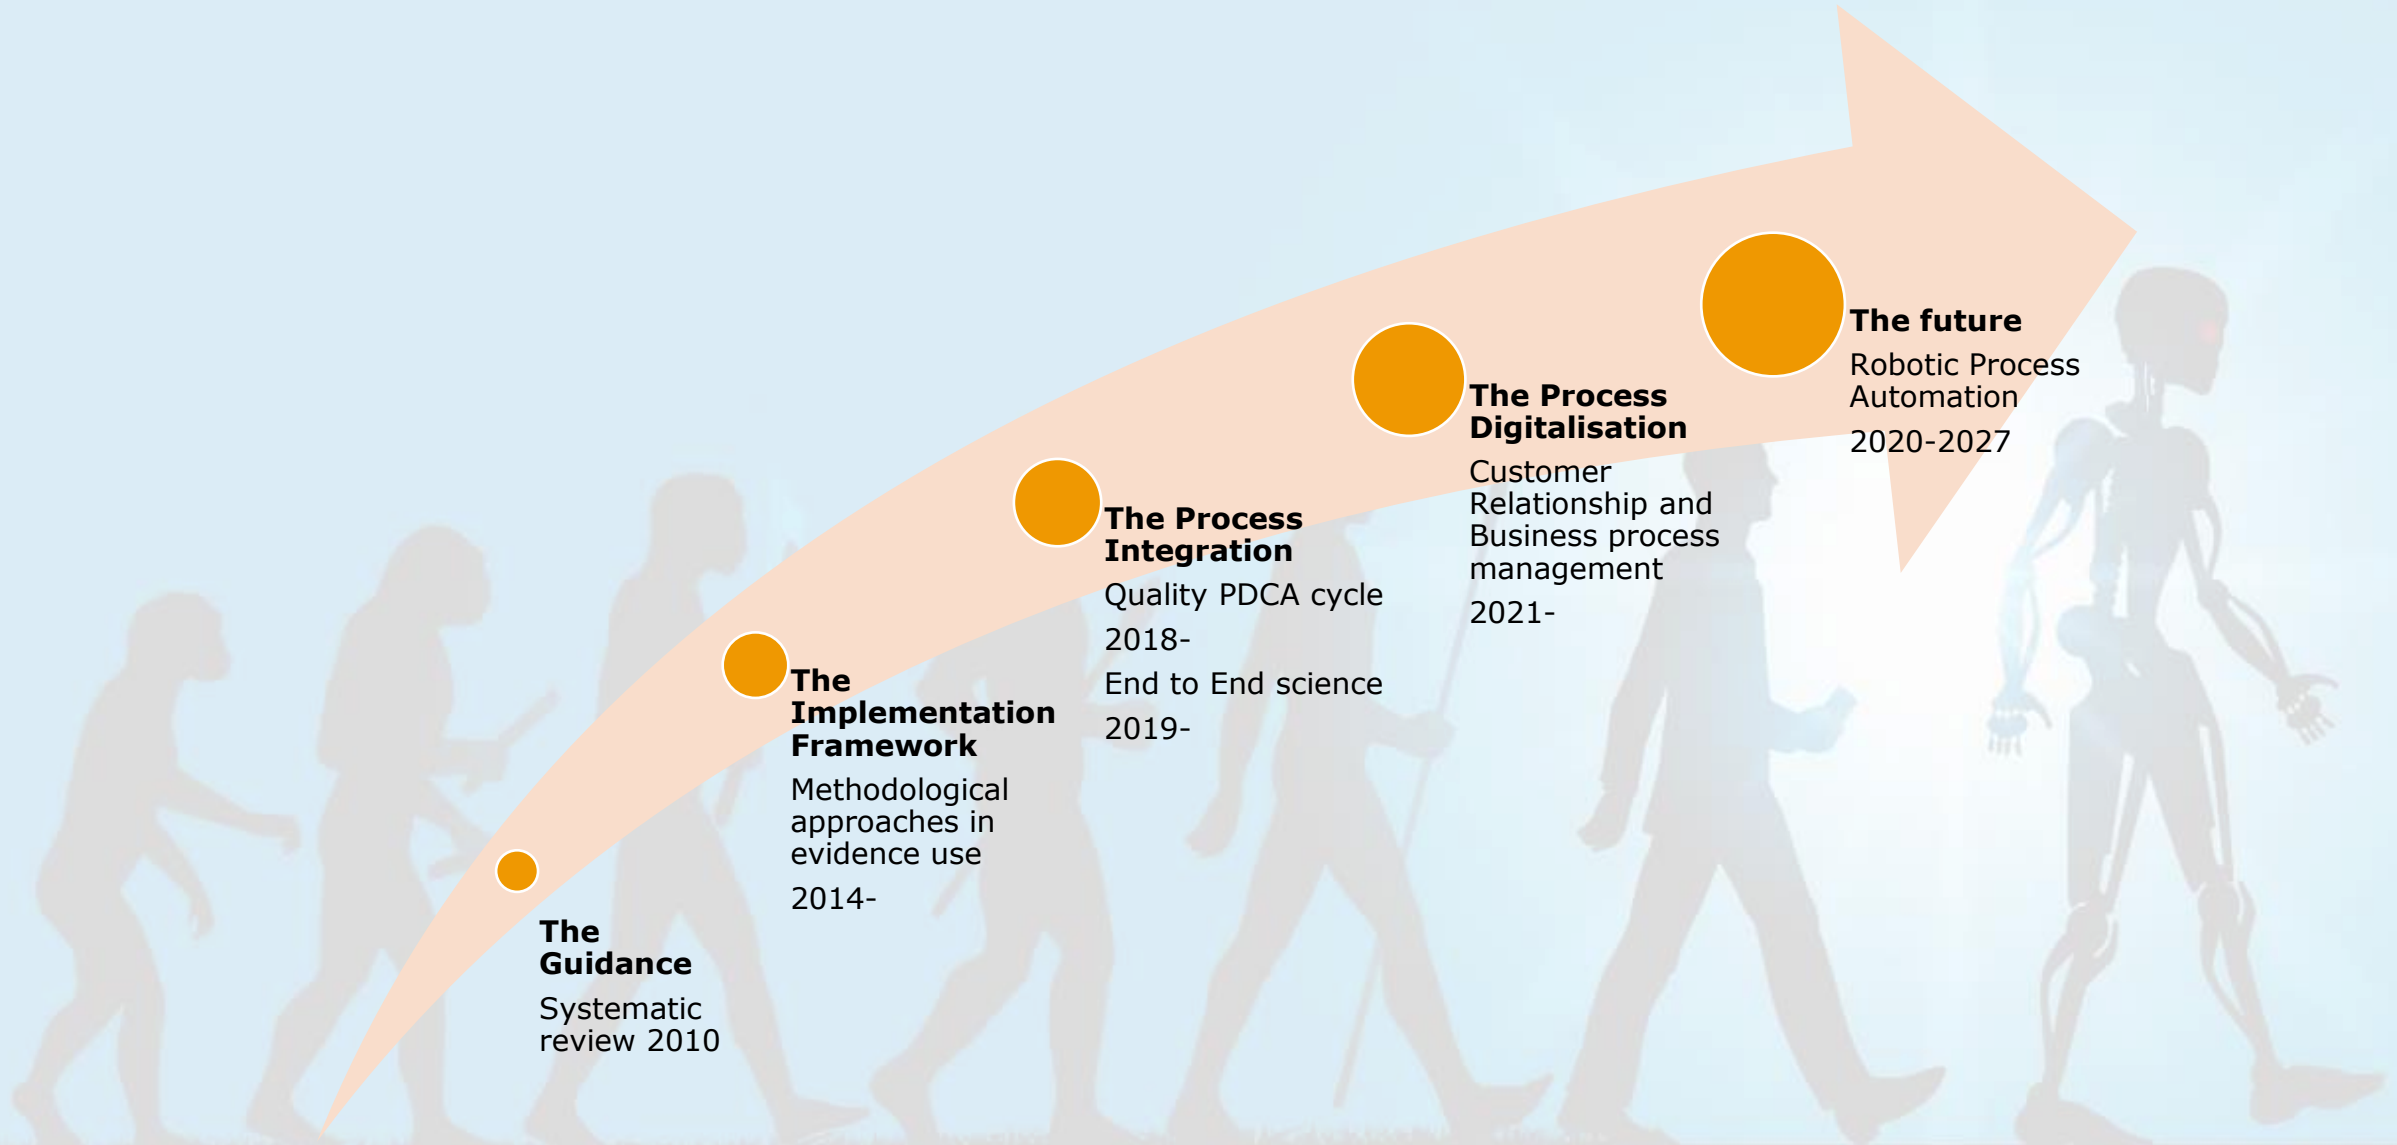 The
Guidance
Systematic
review 2010
The
Implementation
Framework
Methodological
approaches in
evidence use
2014-
The Process
Integration
Quality PDCA cycle
2018-
End to End science
2019-
The Process
Digitalisation
Customer
Relationship and
Business process
management
2021-
The future
Robotic Process
Automation
2020-2027